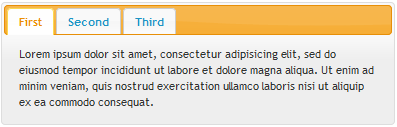 First Second Third
Lorem ipsum dolor sit amet, consectetur adipisicing elit, sed do
eiusmod tempor incididunt ut labore et dolore magna aliqua. Ut enim ad
minim veniam, quis nostrud exercitation ullamco laboris nisi ut aliquip
ex ea commodo consequat.